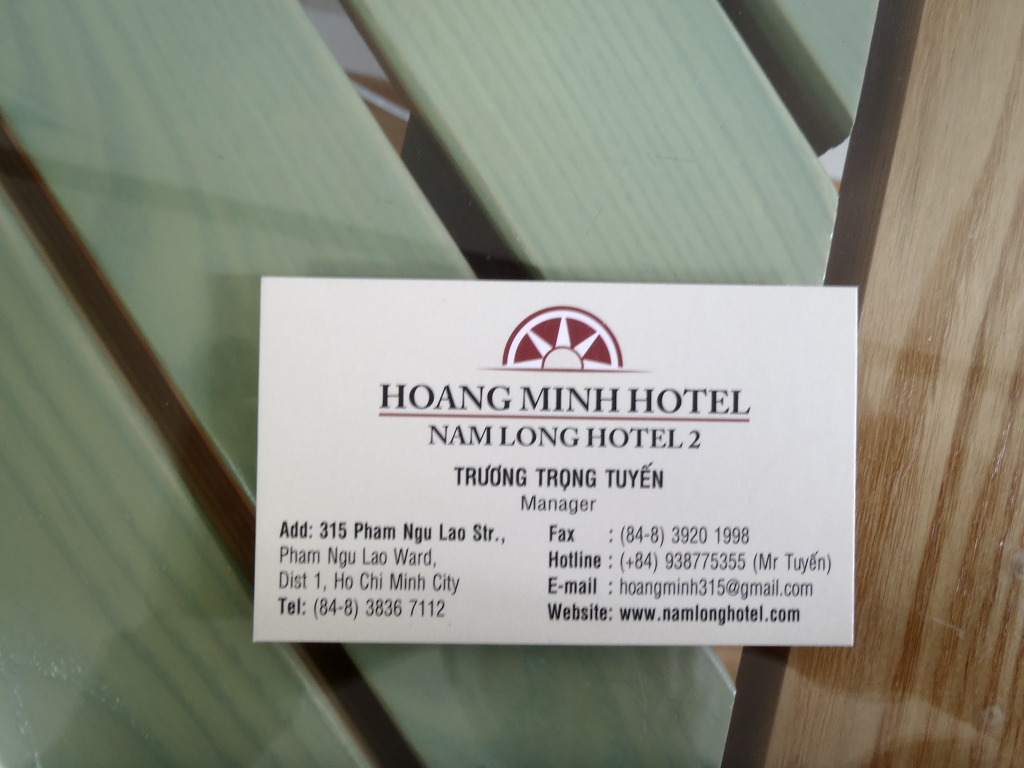 HOANG MINH HOTEL
NAM LONG HOTEL 2
TRƯƠNG TRỌNG TUYẾN
Manager
Add: 315 Pham Ngu Lao Str.,
Pham Ngu Lao Ward,
Dist 1, Ho Chi Minh City
Tel: (84-8) 3836 7112
Fax : (84-8) 3920 1998
Hotline : (+84) 938775355 (Mr Tuyến)
E-mail : hoangminh315@gmail.com
Website: www.namlonghotel.com